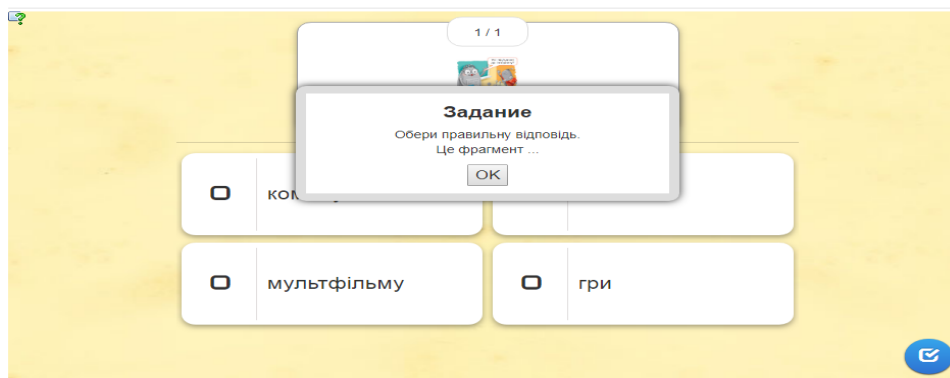 1 / 1
Задание
Обери правильну відповідь.
Це фрагмент ...
OK
мультфільму
гри